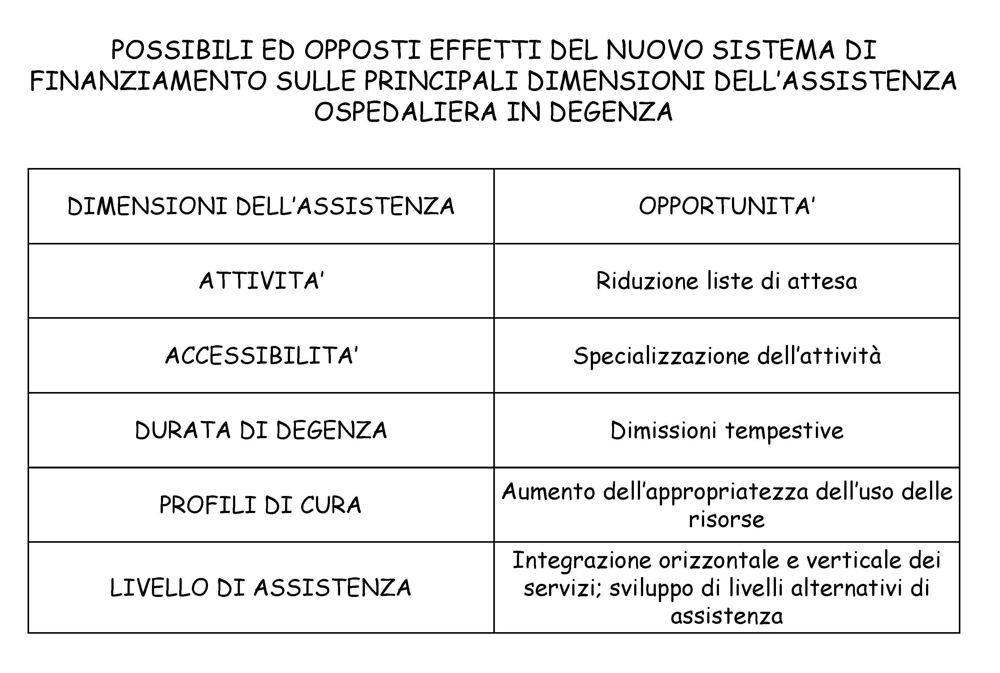 POSSIBILI ED OPPOSTI EFFETTI DEL NUOVO SISTEMA DI
FINANZIAMENTO SULLE PRINCIPALI DIMENSIONI DELL’ASSISTENZA
OSPEDALIERA IN DEGENZA
DIMENSIONI DELL’ASSISTENZA
OPPORTUNITA’
ATTIVITA’
Riduzione liste di attesa
ACCESSIBILITA’
Specializzazione dell’attività
DURATA DI DEGENZA
Dimissioni tempestive
PROFILI DI CURA
Aumento dell’appropriatezza dell’uso delle
risorse
LIVELLO DI ASSISTENZA
Integrazione orizzontale e verticale dei
servizi; sviluppo di livelli alternativi di
assistenza